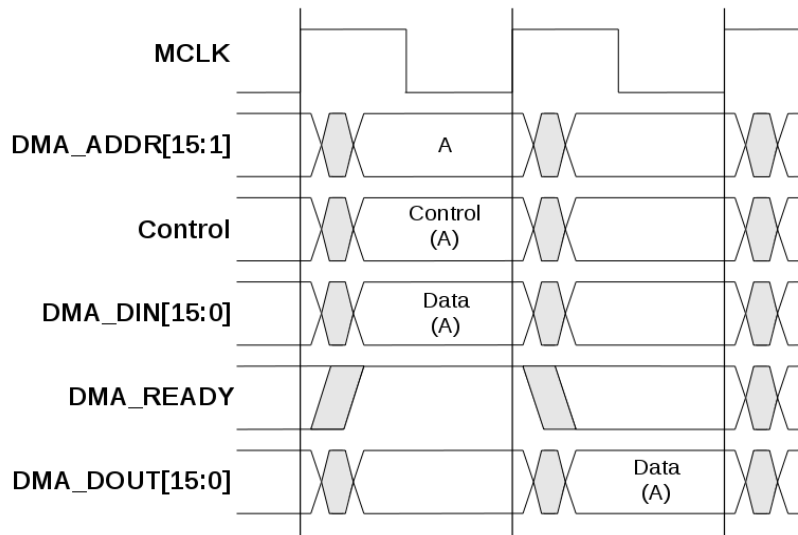 MCLK
DMA_ADDR[15:1]
A
Control
Control
(A)
DMA_DIN[15:0]
Data
(A)
DMA_READY
DMA_DOUT[15:0]
Data
(A)